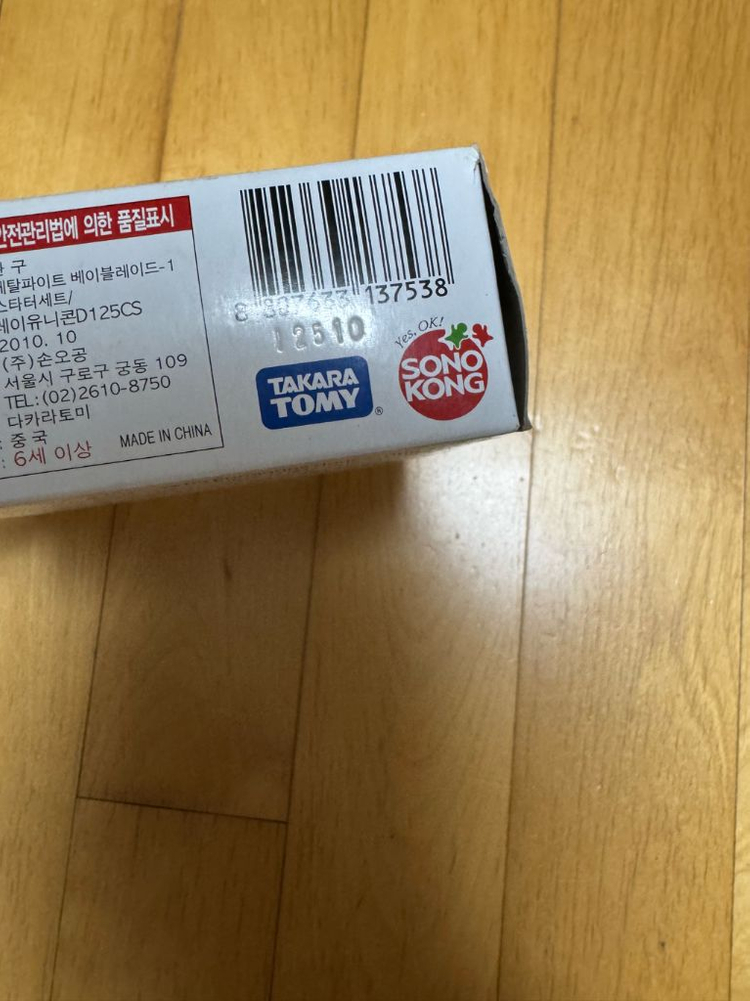 안전관리법에 의한 품질표시
완 구
메탈파이트 베이블레이드-1
스타터세트/
레이유니콘D125CS
2010. 10
(주)손오공
서울시 구로구 궁동 109
TEL:(02)2610-8750
다카라토미
: 중 국
: 6세 이상
MADE IN CHINA
8 807633 137538
12510
TAKARA
TOMY
®
Yes, OK!
SONO
KONG